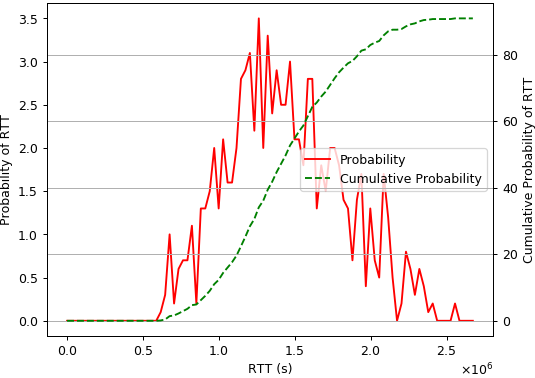 3.5
3.0
2.5
2.0
1.5
1.0
0.5
0.0
Probability of RTT
80
60
40
20
0
Cumulative Probability of RTT
Probability
Cumulative Probability
0.0 0.5 1.0 1.5 2.0 2.5
×10⁶
RTT (s)